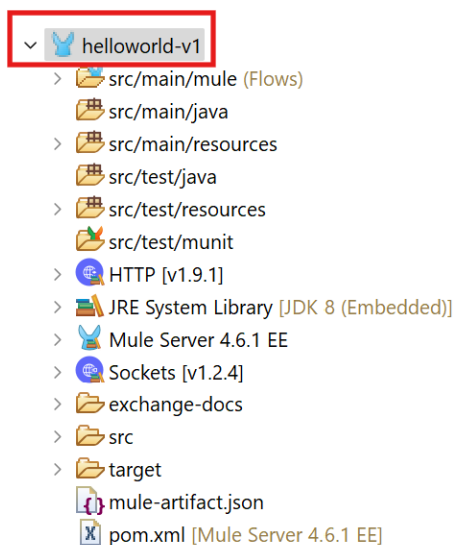 helloworld-v1
src/main/mule (Flows)
src/main/java
src/main/resources
src/test/java
src/test/resources
src/test/munit
HTTP [v1.9.1]
JRE System Library [JDK 8 (Embedded)]
Mule Server 4.6.1 EE
Sockets [v1.2.4]
exchange-docs
src
target
mule-artifact.json
pom.xml [Mule Server 4.6.1 EE]